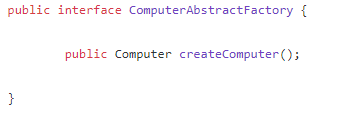 public interface ComputerAbstractFactory {
public Computer createComputer();
}